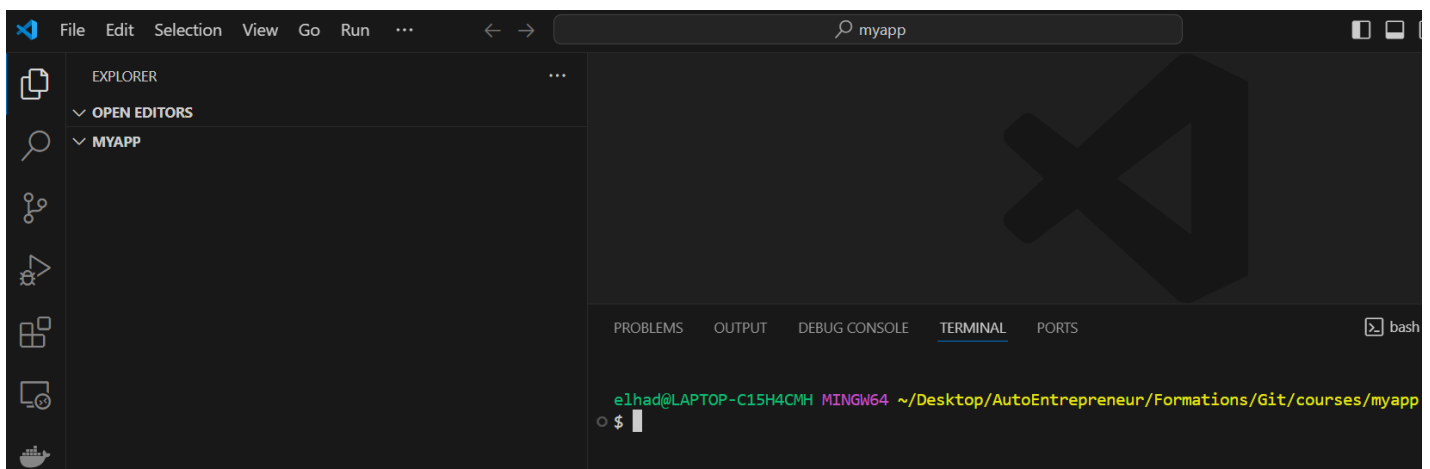 File Edit Selection View Go Run ··· ← → myapp
EXPLORER ···
OPEN EDITORS
MYAPP
PROBLEMS OUTPUT DEBUG CONSOLE TERMINAL PORTS bash
elhad@LAPTOP-C15H4CMH MINGW64 ~/Desktop/AutoEntrepreneur/Formations/Git/courses/myapp
$